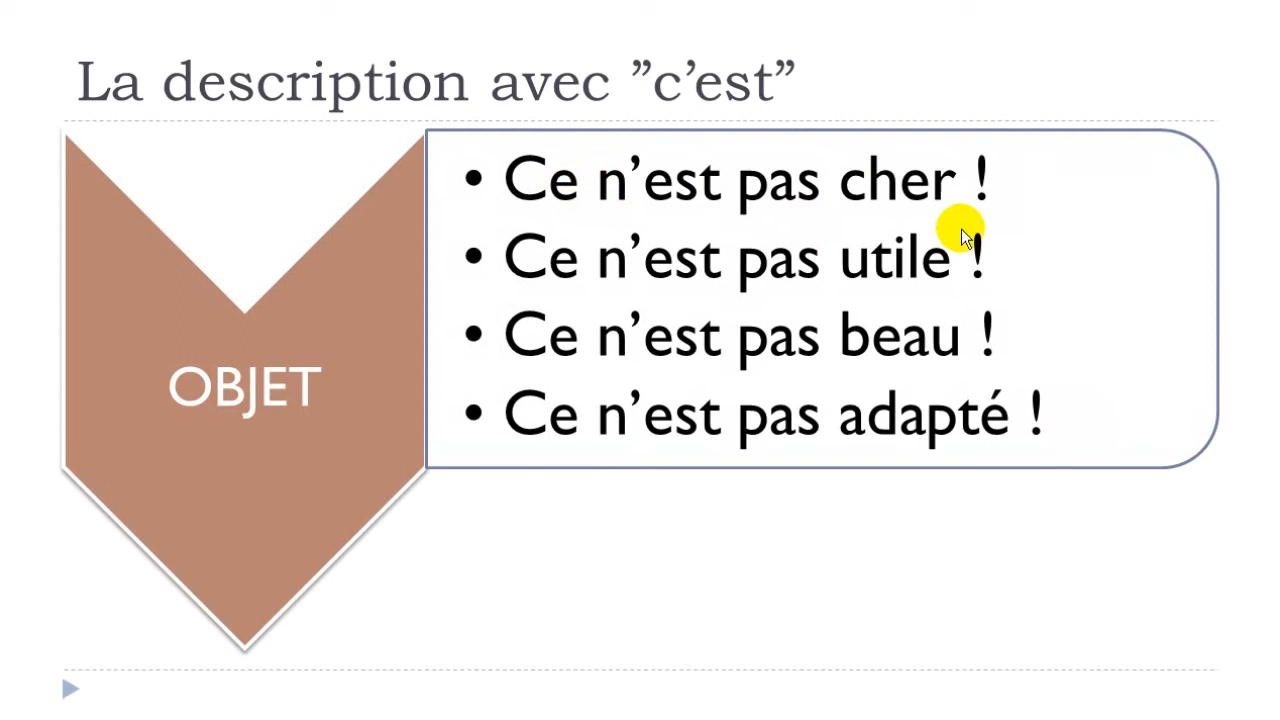 La description avec ”c’est”
OBJET
• Ce n’est pas cher !
• Ce n’est pas utile !
• Ce n’est pas beau !
• Ce n’est pas adapté !